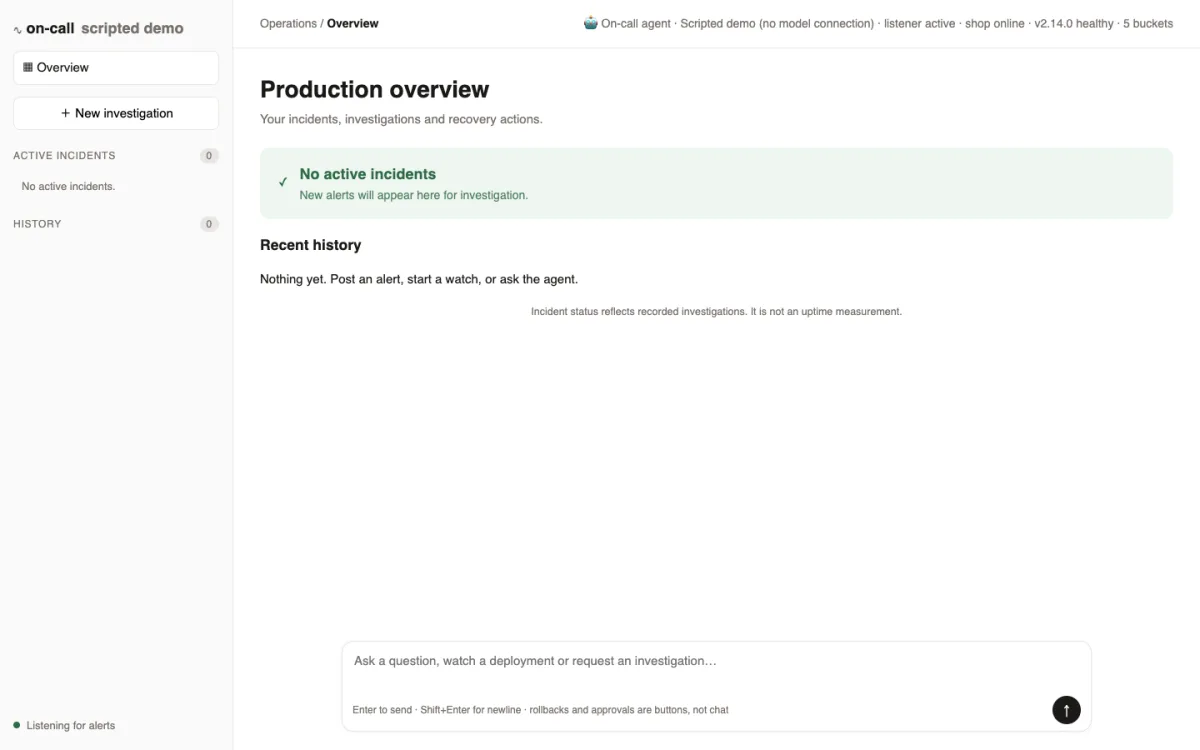 on-call scripted demo
Overview
+ New investigation
ACTIVE INCIDENTS 0
No active incidents.
HISTORY 0
Listening for alerts
Operations / Overview
On-call agent · Scripted demo (no model connection) · listener active · shop online · v2.14.0 healthy · 5 buckets
Production overview
Your incidents, investigations and recovery actions.
✓ No active incidents
New alerts will appear here for investigation.
Recent history
Nothing yet. Post an alert, start a watch, or ask the agent.
Incident status reflects recorded investigations. It is not an uptime measurement.
Ask a question, watch a deployment or request an investigation…
Enter to send · Shift+Enter for newline · rollbacks and approvals are buttons, not chat
↑